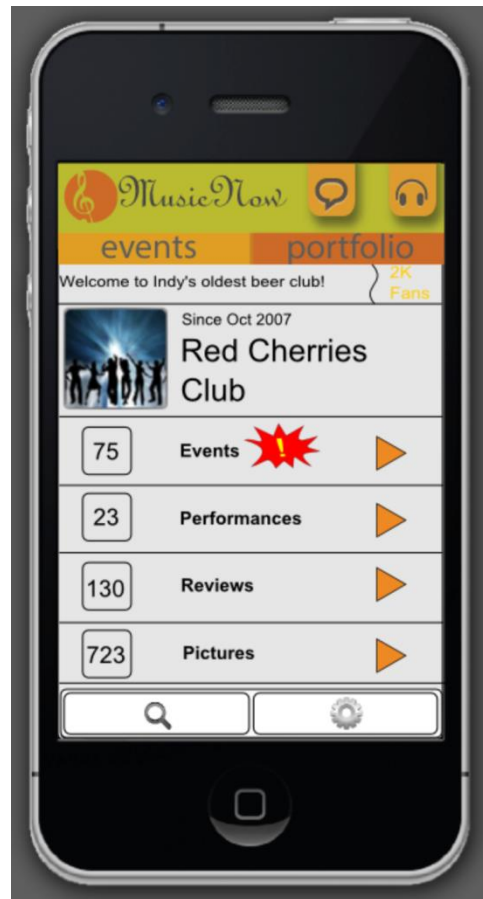 MusicNow
events portfolio
Welcome to Indy's oldest beer club!
2K
Fans
Since Oct 2007
Red Cherries
Club
75 Events !
23 Performances
130 Reviews
723 Pictures